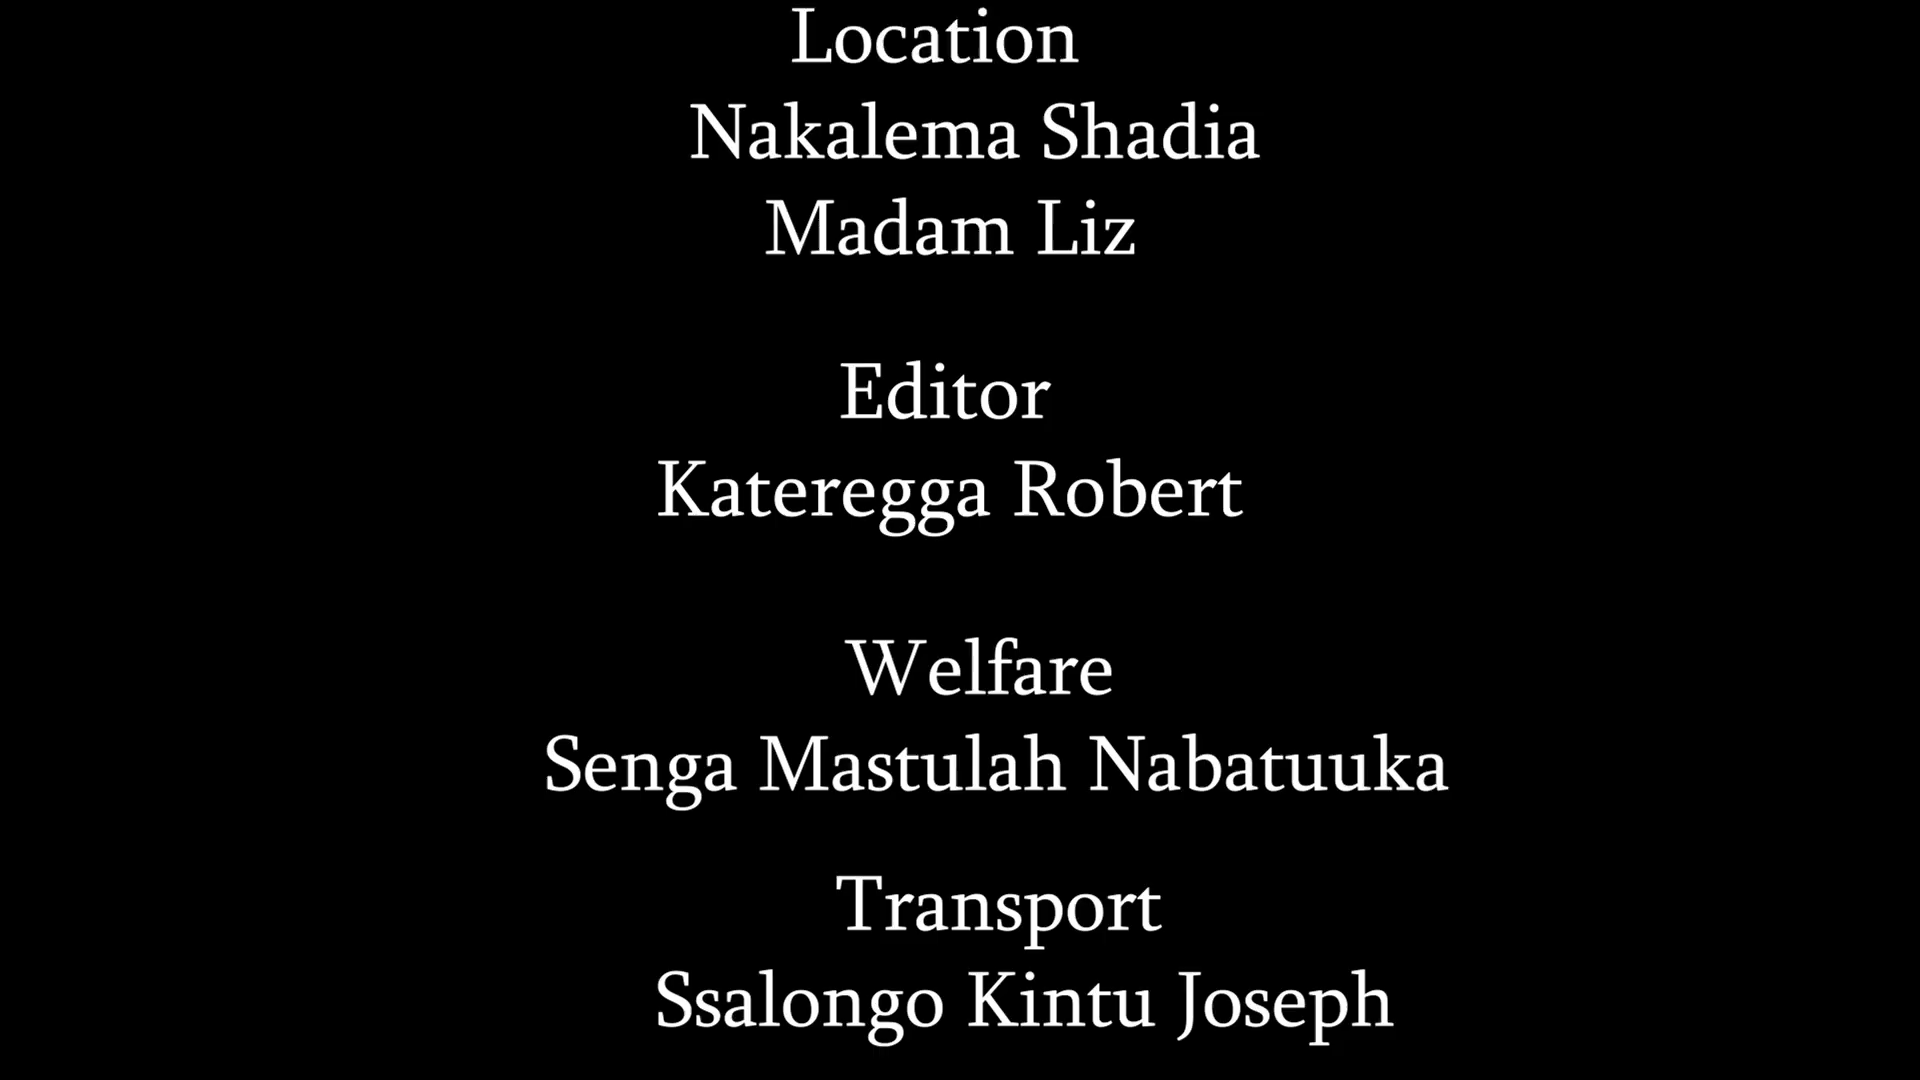 Location
Nakalema Shadia
Madam Liz
Editor
Kateregga Robert
Welfare
Senga Mastulah Nabatuuka
Transport
Ssalongo Kintu Joseph